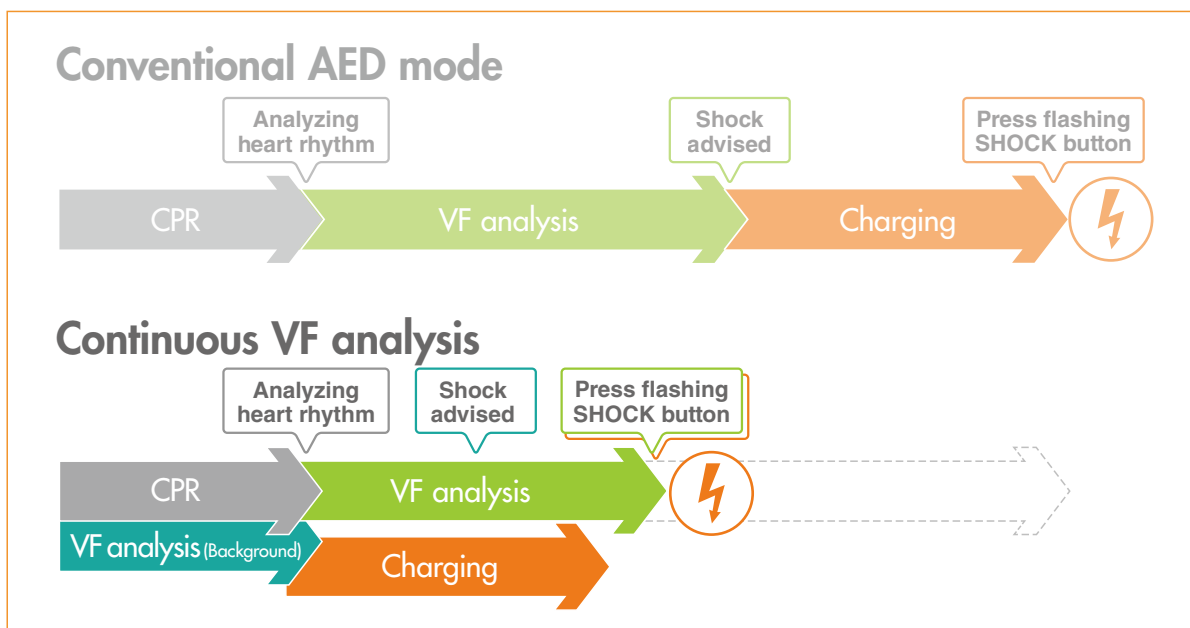 Conventional AED mode
Analyzing
heart rhythm
Shock
advised
Press flashing
SHOCK button
CPR
VF analysis
Charging
Continuous VF analysis
Analyzing
heart rhythm
Shock
advised
Press flashing
SHOCK button
CPR
VF analysis
VF analysis (Background)
Charging